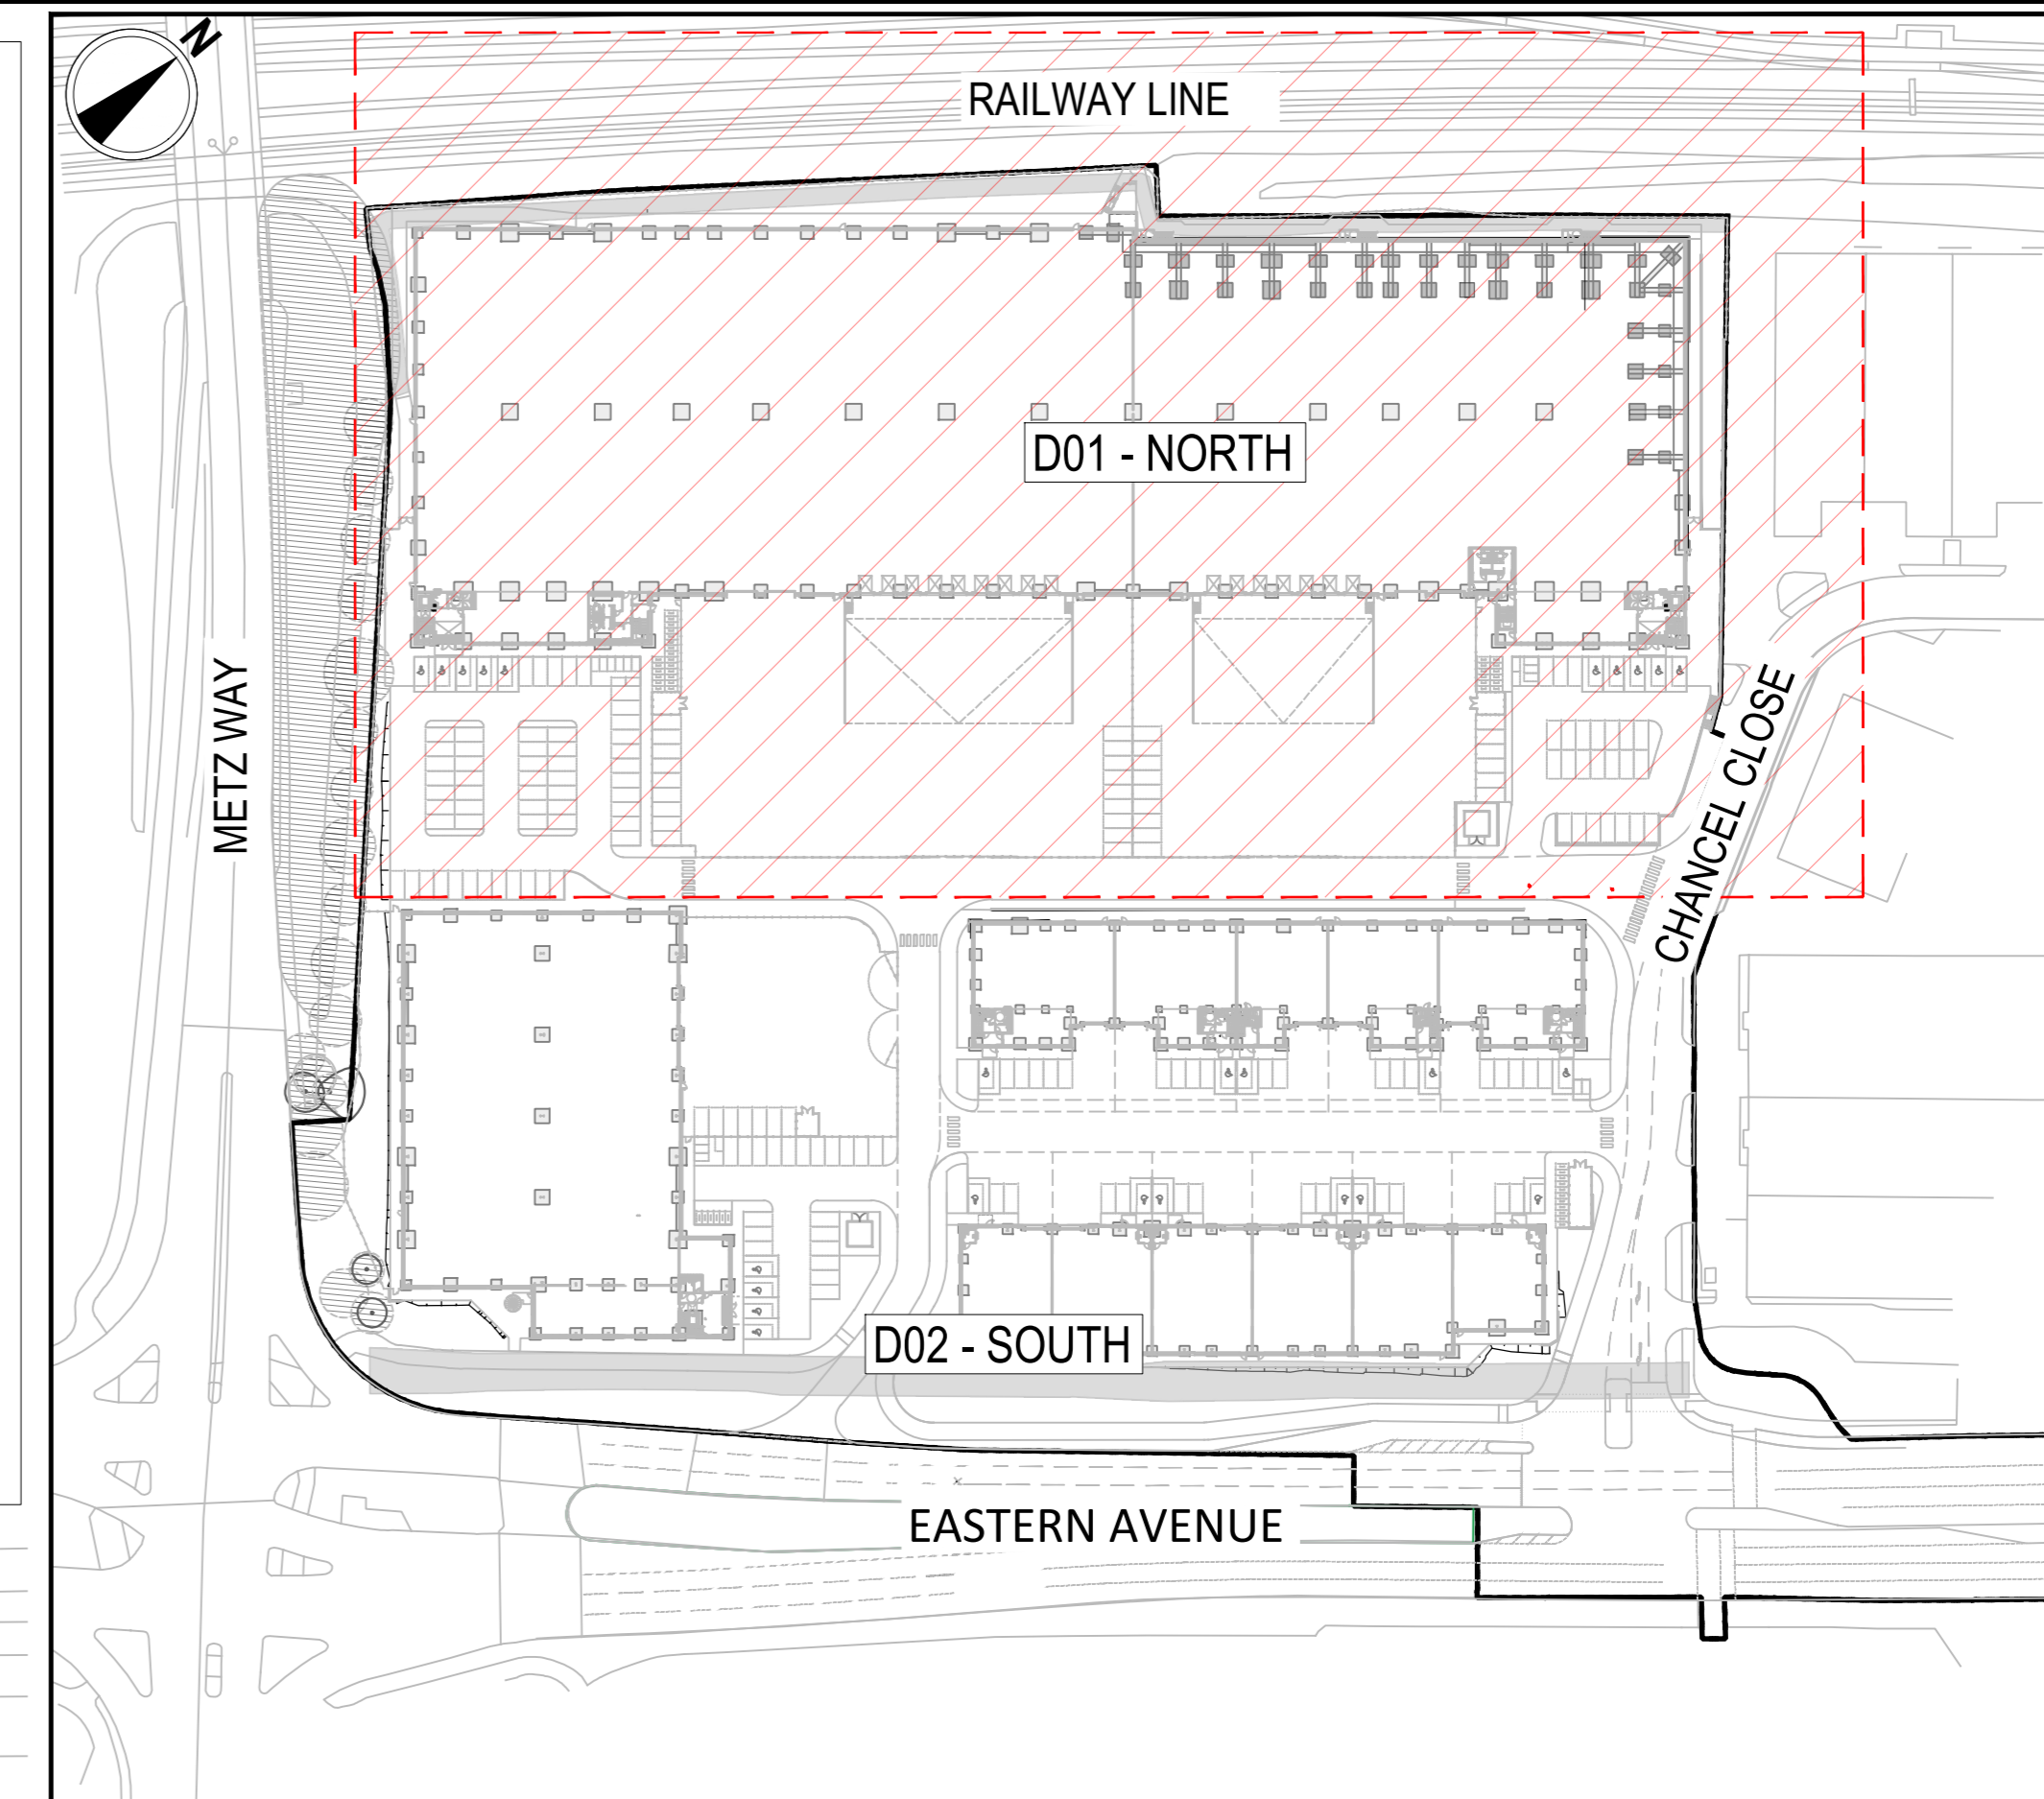 N
RAILWAY LINE
D01 - NORTH
METZ WAY
CHANCEL CLOSE
D02 - SOUTH
EASTERN AVENUE